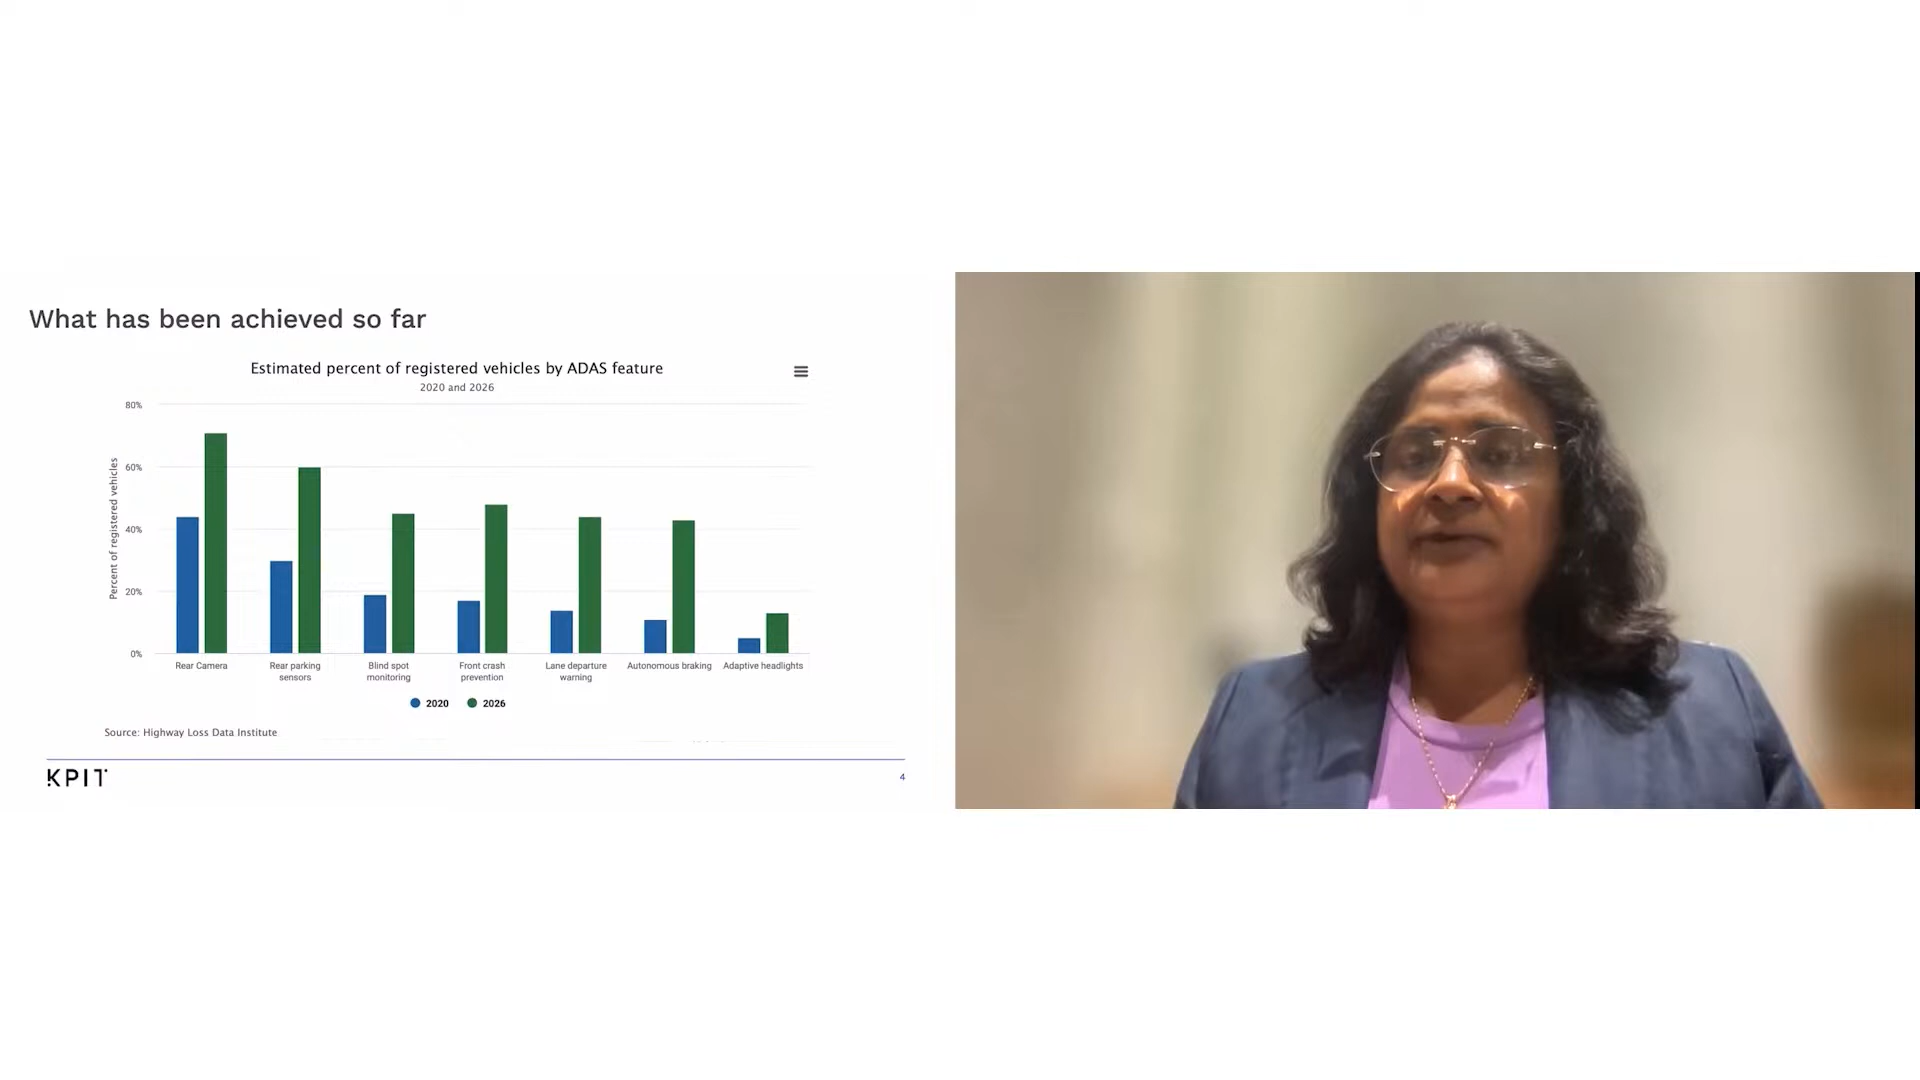 What has been achieved so far
Estimated percent of registered vehicles by ADAS feature
2020 and 2026
Percent of registered vehicles
80%
60%
40%
20%
0%
Rear Camera
Rear parking
sensors
Blind spot
monitoring
Front crash
prevention
Lane departure
warning
Autonomous braking
Adaptive headlights
2020
2026
Source: Highway Loss Data Institute
KPIT
4